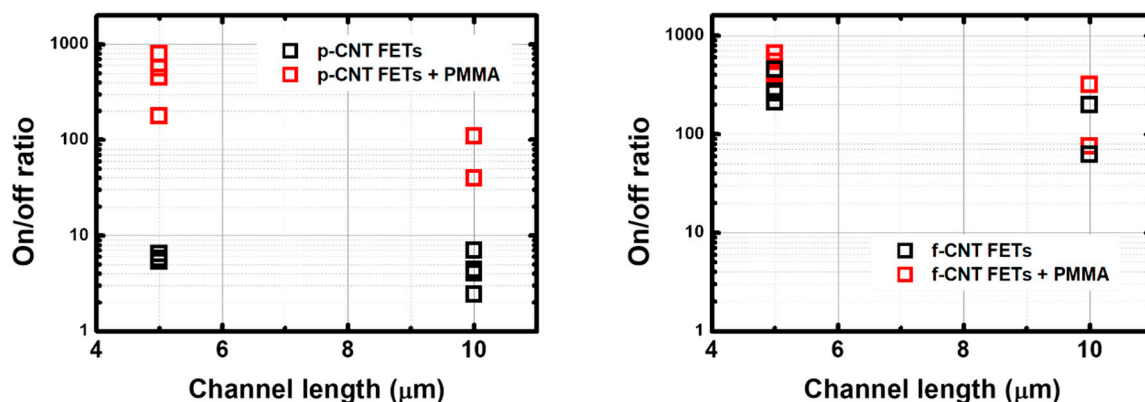 1000
100
10
1
On/off ratio
p-CNT FETs
p-CNT FETs + PMMA
4
6
8
10
Channel length (μm)
1000
100
10
1
On/off ratio
f-CNT FETs
f-CNT FETs + PMMA
4
6
8
10
Channel length (μm)